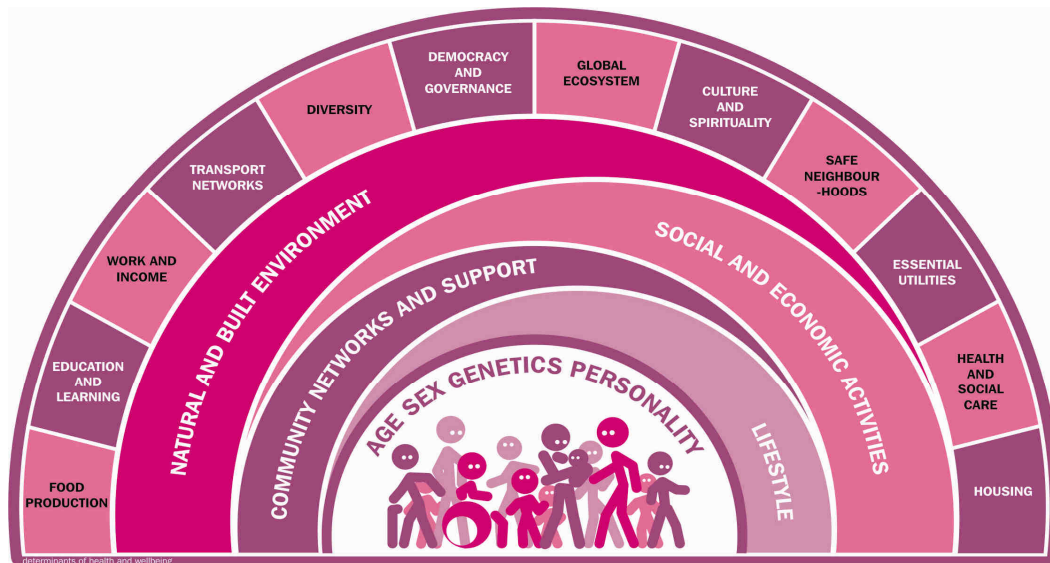 FOOD
PRODUCTION
EDUCATION
AND
LEARNING
WORK AND
INCOME
TRANSPORT
NETWORKS
DIVERSITY
DEMOCRACY
AND
GOVERNANCE
GLOBAL
ECOSYSTEM
CULTURE
AND
SPIRITUALITY
SAFE
NEIGHBOUR
-HOODS
ESSENTIAL
UTILITIES
HEALTH
AND
SOCIAL
CARE
HOUSING
NATURAL AND BUILT ENVIRONMENT
SOCIAL AND ECONOMIC ACTIVITIES
COMMUNITY NETWORKS AND SUPPORT
LIFESTYLE
AGE SEX GENETICS PERSONALITY
determinants of health and wellbeing